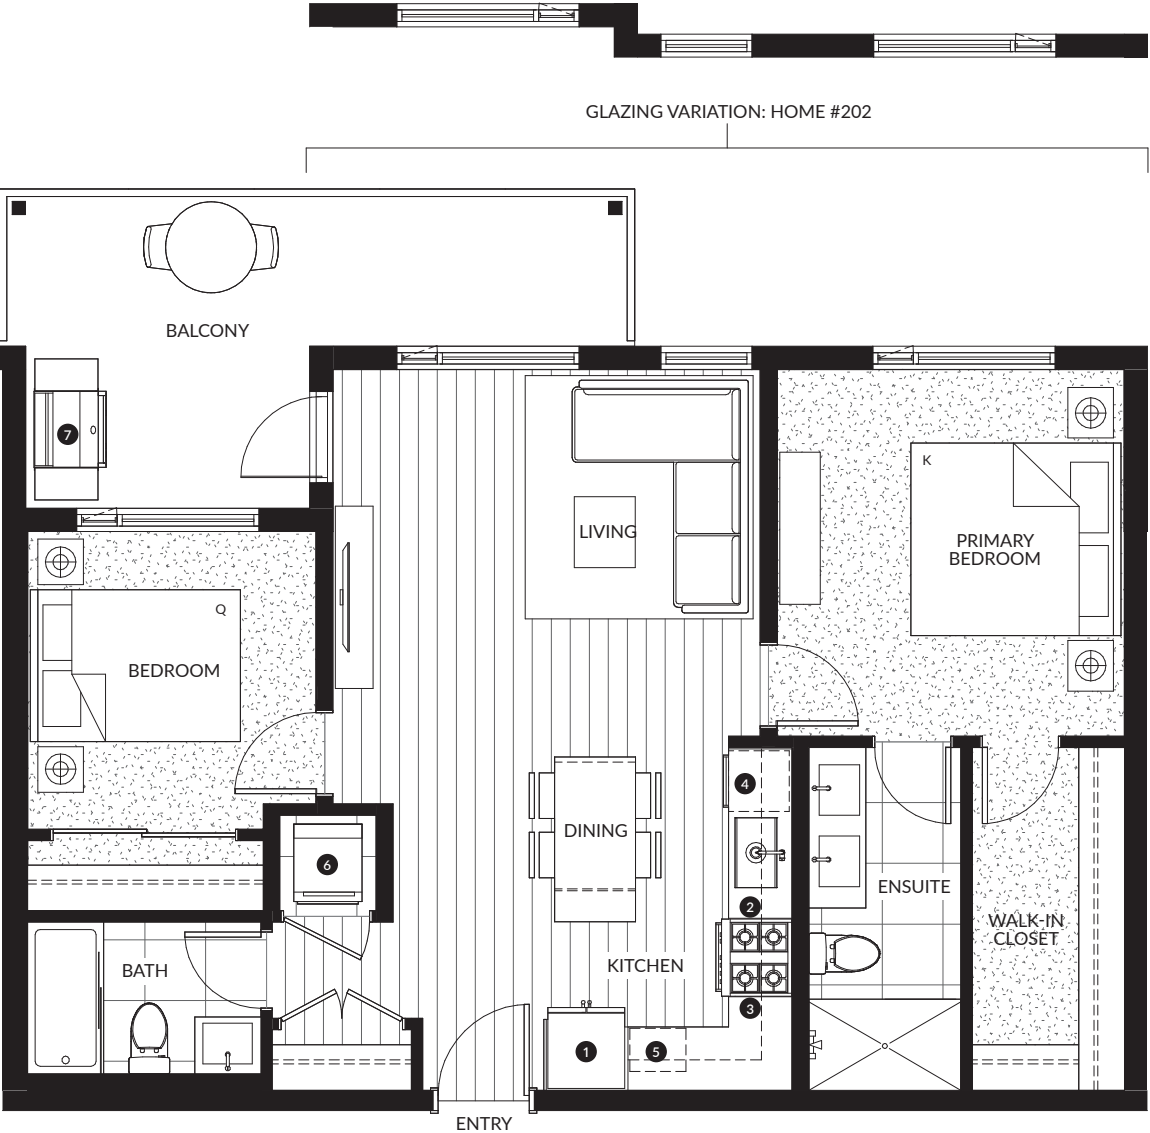 GLAZING VARIATION: HOME #202
BALCONY
7
K
LIVING
PRIMARY
BEDROOM
Q
BEDROOM
4
DINING
6
ENSUITE
2
WALK-IN
CLOSET
KITCHEN
BATH
3
1
5
ENTRY